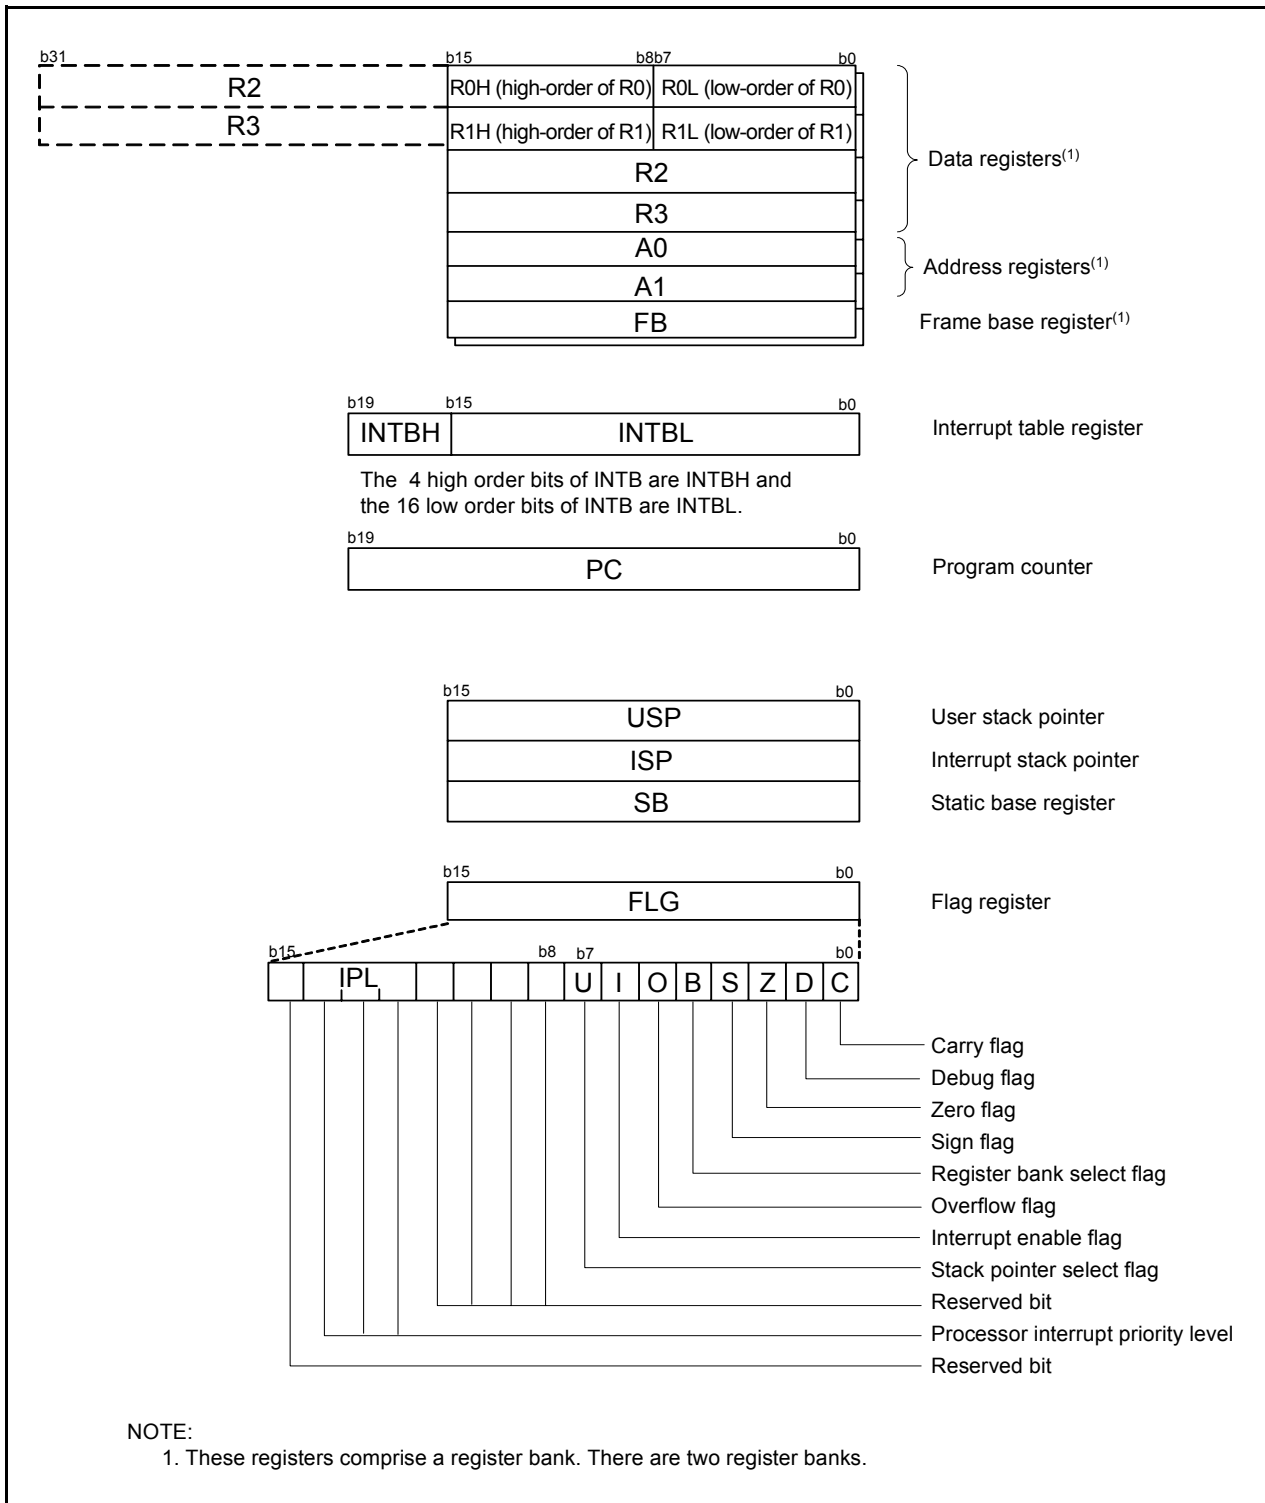 b31 b15 b8b7 b0
R2 R0H (high-order of R0) R0L (low-order of R0)
R3 R1H (high-order of R1) R1L (low-order of R1)
Data registers(1)
R2
R3
A0
Address registers(1)
A1
FB Frame base register(1)
b19 b15 b0
INTBH INTBL Interrupt table register
The 4 high order bits of INTB are INTBH and
the 16 low order bits of INTB are INTBL.
b19 b0
PC Program counter
b15 b0
USP User stack pointer
ISP Interrupt stack pointer
SB Static base register
b15 b0
FLG Flag register
b15 b8 b7 b0
IPL U I O B S Z D C
Carry flag
Debug flag
Zero flag
Sign flag
Register bank select flag
Overflow flag
Interrupt enable flag
Stack pointer select flag
Reserved bit
Processor interrupt priority level
Reserved bit
NOTE:
1. These registers comprise a register bank. There are two register banks.